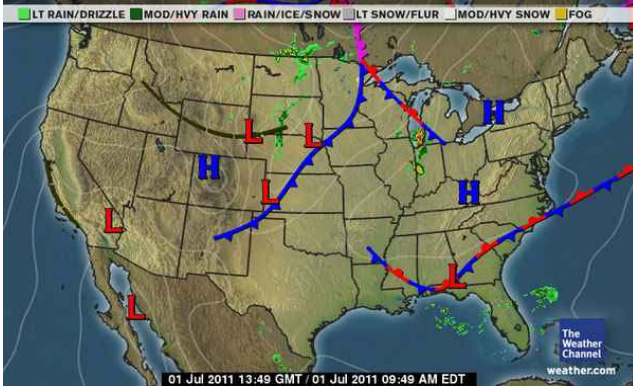 LT RAIN/DRIZZLE MOD/HVY RAIN RAIN/ICE/SNOW LT SNOW/FLUR MOD/HVY SNOW FOG
H
L L
H
L H
L
L
L
The
Weather
Channel
weather.com
01 Jul 2011 13:49 GMT / 01 Jul 2011 09:49 AM EDT